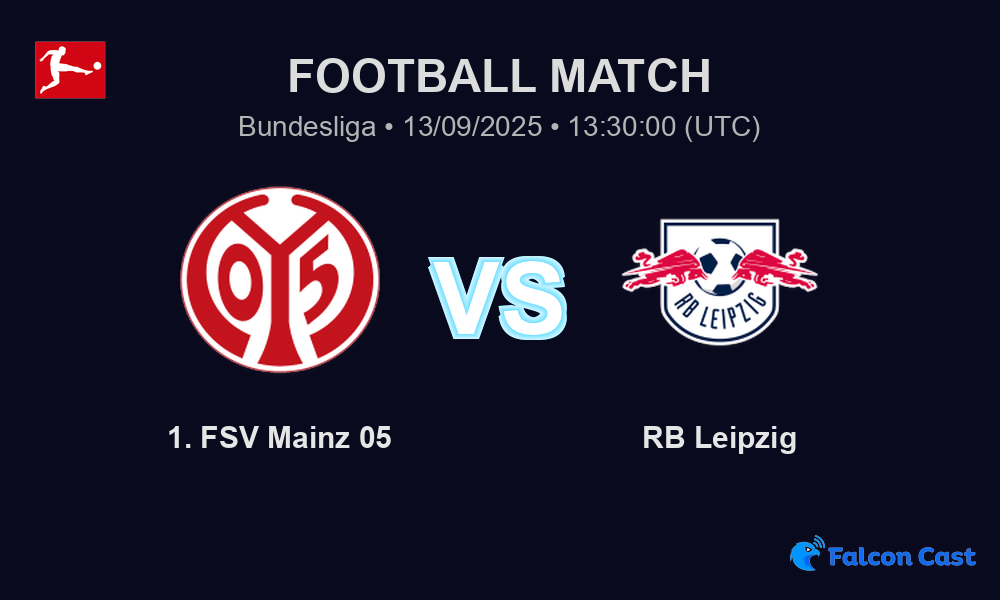 FOOTBALL MATCH
Bundesliga • 13/09/2025 • 13:30:00 (UTC)
05
VS
RB LEIPZIG
1. FSV Mainz 05
RB Leipzig
Falcon Cast